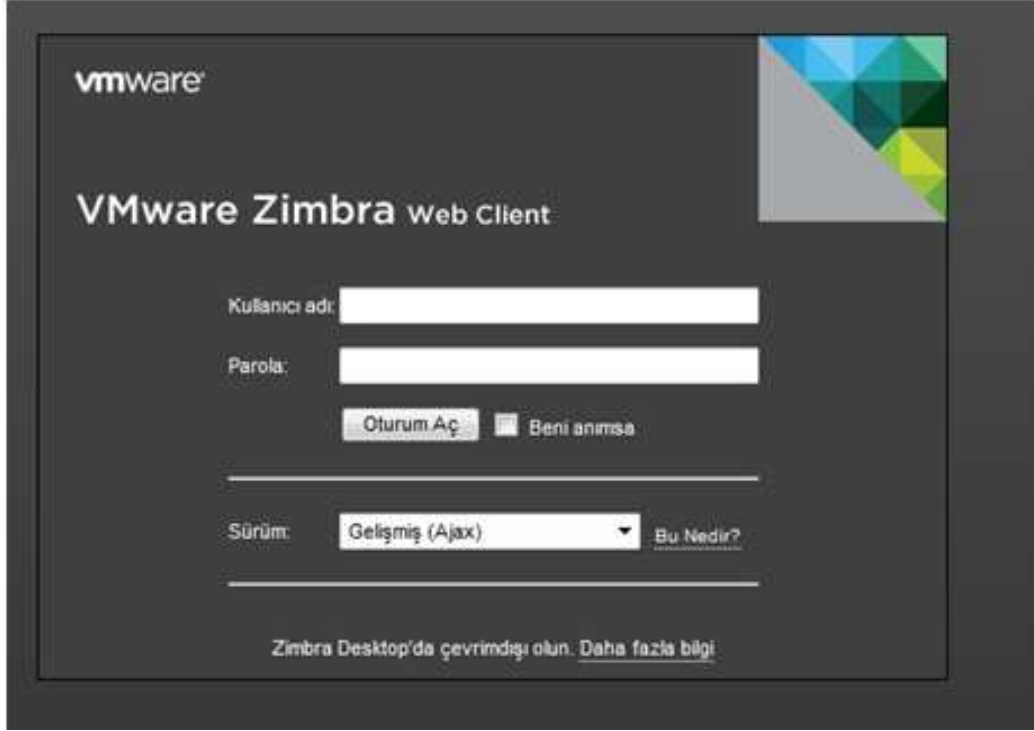 vmware
VMware Zimbra Web Client
Kullanıcı adı:
Parola:
Oturum Aç
Beni anımsa
Sürüm:
Gelişmiş (Ajax)
Bu Nedir?
Zimbra Desktop'da çevrimdışı olun. Daha fazla bilgi